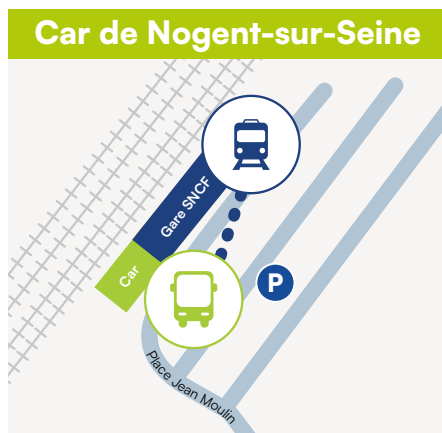 Car de Nogent-sur-Seine
Gare SNCF
Car
P
Place Jean Moulin